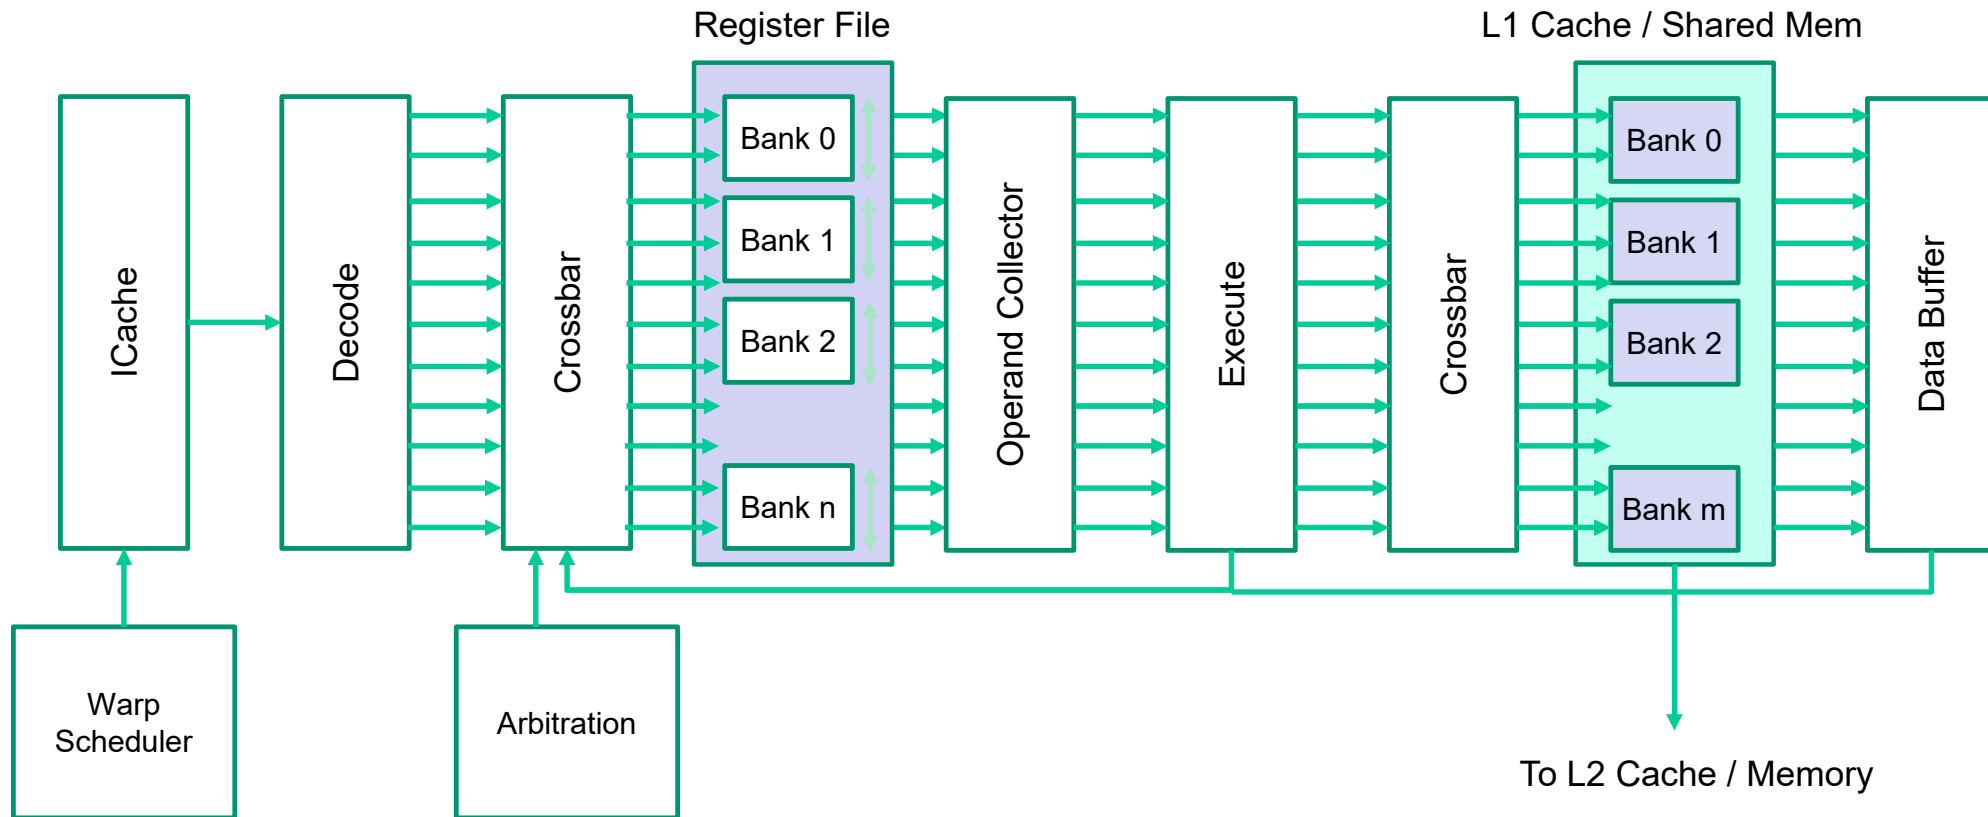 Register File
L1 Cache / Shared Mem
ICache
Decode
Crossbar
Bank 0
Bank 1
Bank 2
Bank n
Operand Collector
Execute
Crossbar
Bank 0
Bank 1
Bank 2
Bank m
Data Buffer
Warp
Scheduler
Arbitration
To L2 Cache / Memory